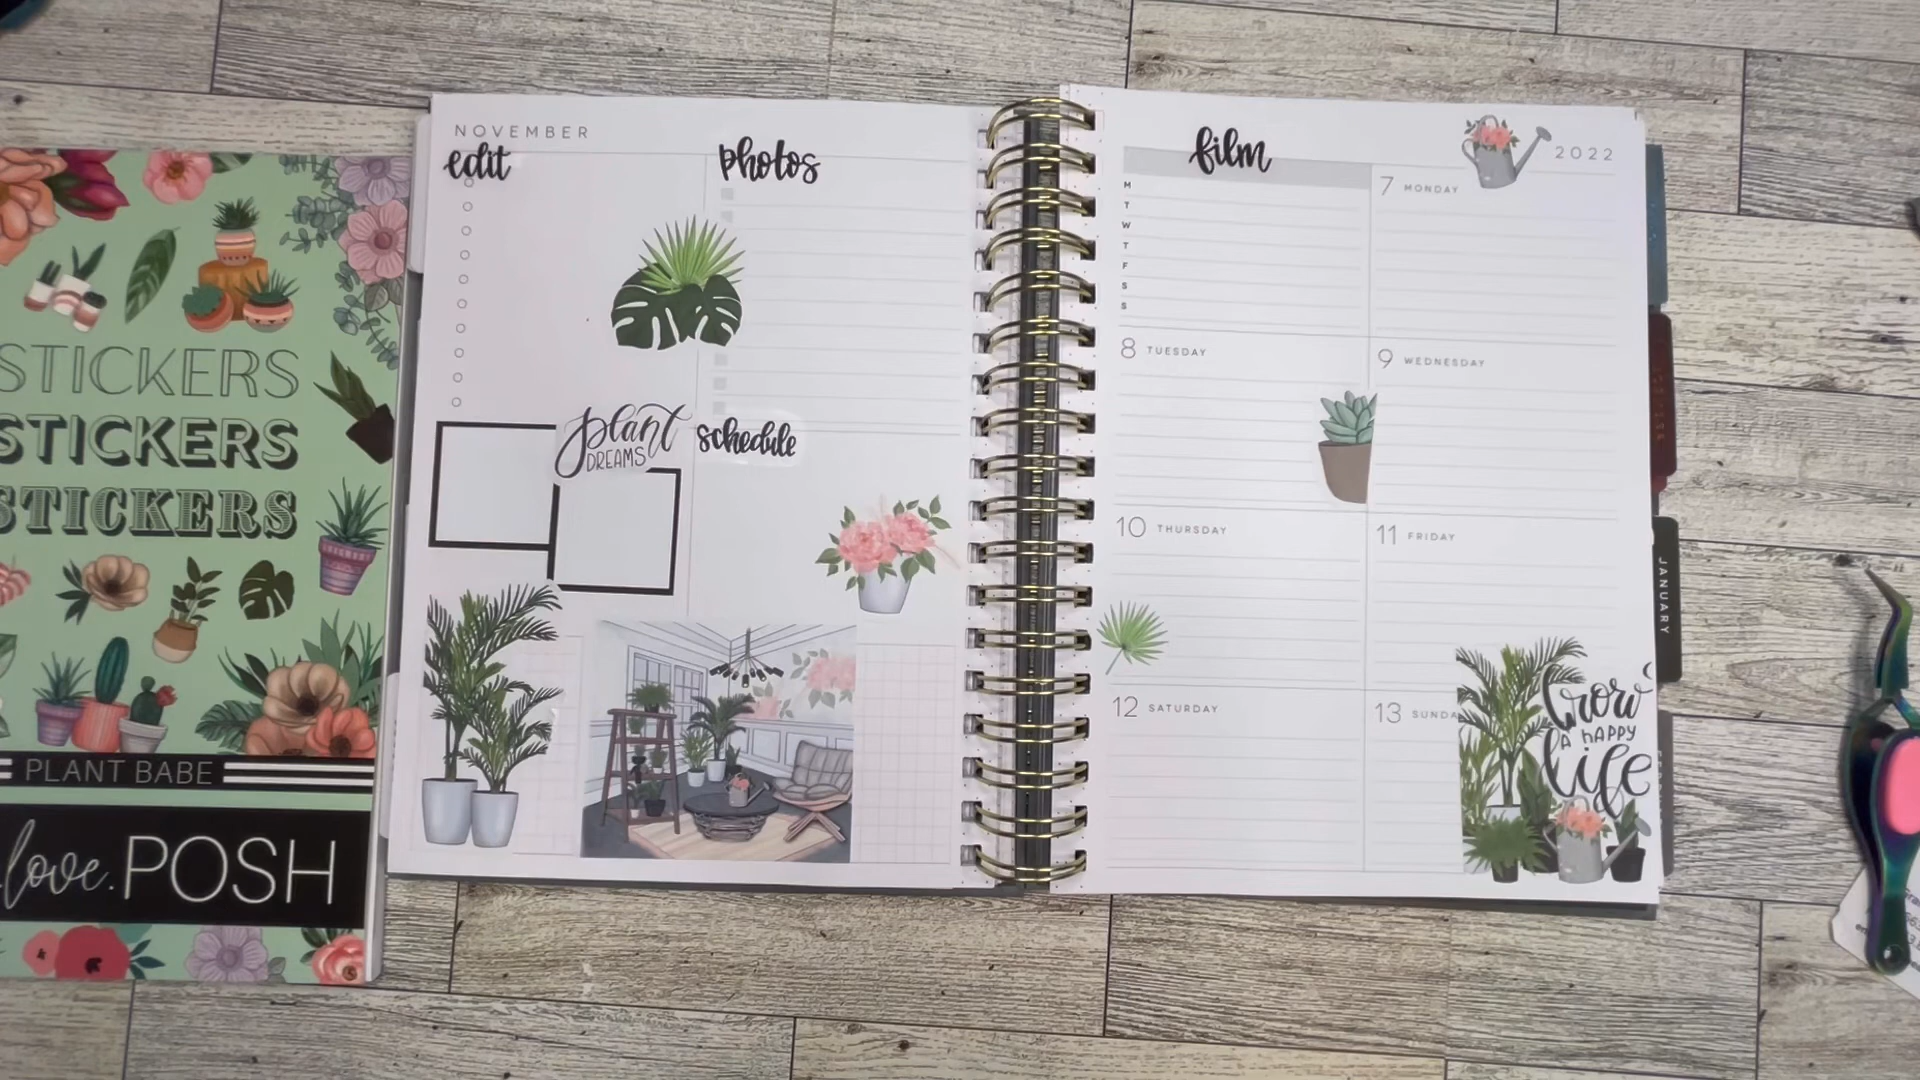 STICKERS
STICKERS
STICKERS
PLANT BABE
love. POSH
NOVEMBER
edit
photos
plant
DREAMS
schedule
film
2022
M
T
W
T
F
S
S
7 MONDAY
8 TUESDAY
9 WEDNESDAY
10 THURSDAY
11 FRIDAY
12 SATURDAY
13 SUNDA
Grow
A HAPPY
Life
JANUARY